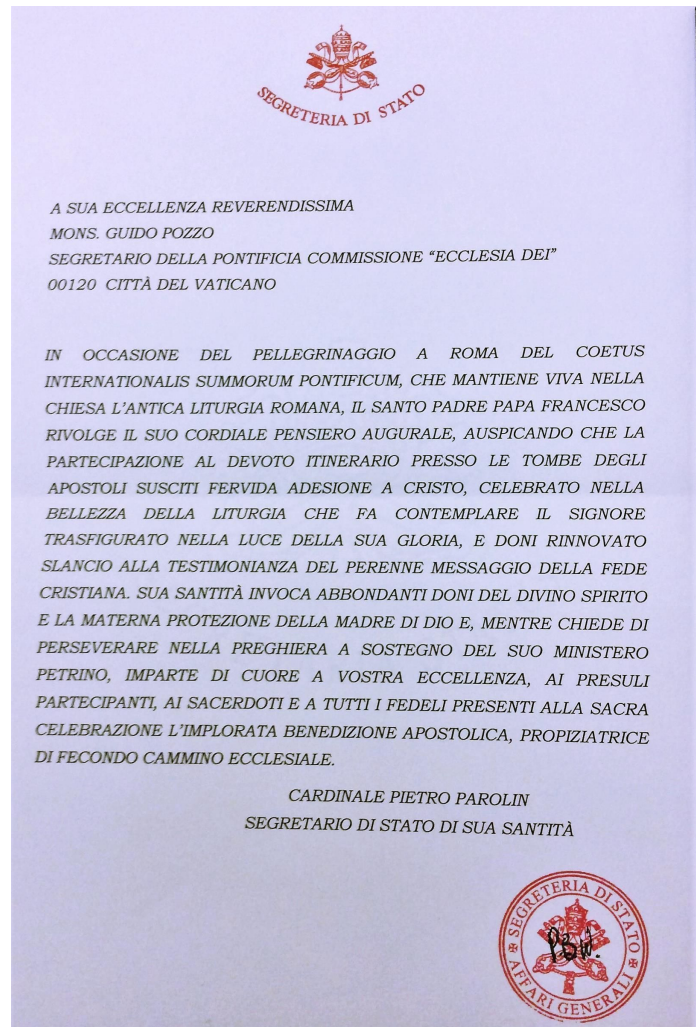 SEGRETERIA DI STATO
A SUA ECCELLENZA REVERENDISSIMA
MONS. GUIDO POZZO
SEGRETARIO DELLA PONTIFICIA COMMISSIONE “ECCLESIA DEI”
00120 CITTÀ DEL VATICANO
IN OCCASIONE DEL PELLEGRINAGGIO A ROMA DEL COETUS
INTERNATIONALIS SUMMORUM PONTIFICUM, CHE MANTIENE VIVA NELLA
CHIESA L’ANTICA LITURGIA ROMANA, IL SANTO PADRE PAPA FRANCESCO
RIVOLGE IL SUO CORDIALE PENSIERO AUGURALE, AUSPICANDO CHE LA
PARTECIPAZIONE AL DEVOTO ITINERARIO PRESSO LE TOMBE DEGLI
APOSTOLI SUSCITI FERVIDA ADESIONE A CRISTO, CELEBRATO NELLA
BELLEZZA DELLA LITURGIA CHE FA CONTEMPLARE IL SIGNORE
TRASFIGURATO NELLA LUCE DELLA SUA GLORIA, E DONI RINNOVATO
SLANCIO ALLA TESTIMONIANZA DEL PERENNE MESSAGGIO DELLA FEDE
CRISTIANA. SUA SANTITÀ INVOCA ABBONDANTI DONI DEL DIVINO SPIRITO
E LA MATERNA PROTEZIONE DELLA MADRE DI DIO E, MENTRE CHIEDE DI
PERSEVERARE NELLA PREGHIERA A SOSTEGNO DEL SUO MINISTERO
PETRINO, IMPARTE DI CUORE A VOSTRA ECCELLENZA, AI PRESULI
PARTECIPANTI, AI SACERDOTI E A TUTTI I FEDELI PRESENTI ALLA SACRA
CELEBRAZIONE L’IMPLORATA BENEDIZIONE APOSTOLICA, PROPIZIATRICE
DI FECONDO CAMMINO ECCLESIALE.
CARDINALE PIETRO PAROLIN
SEGRETARIO DI STATO DI SUA SANTITÀ
SEGRETERIA DI STATO
AFFARI GENERALI